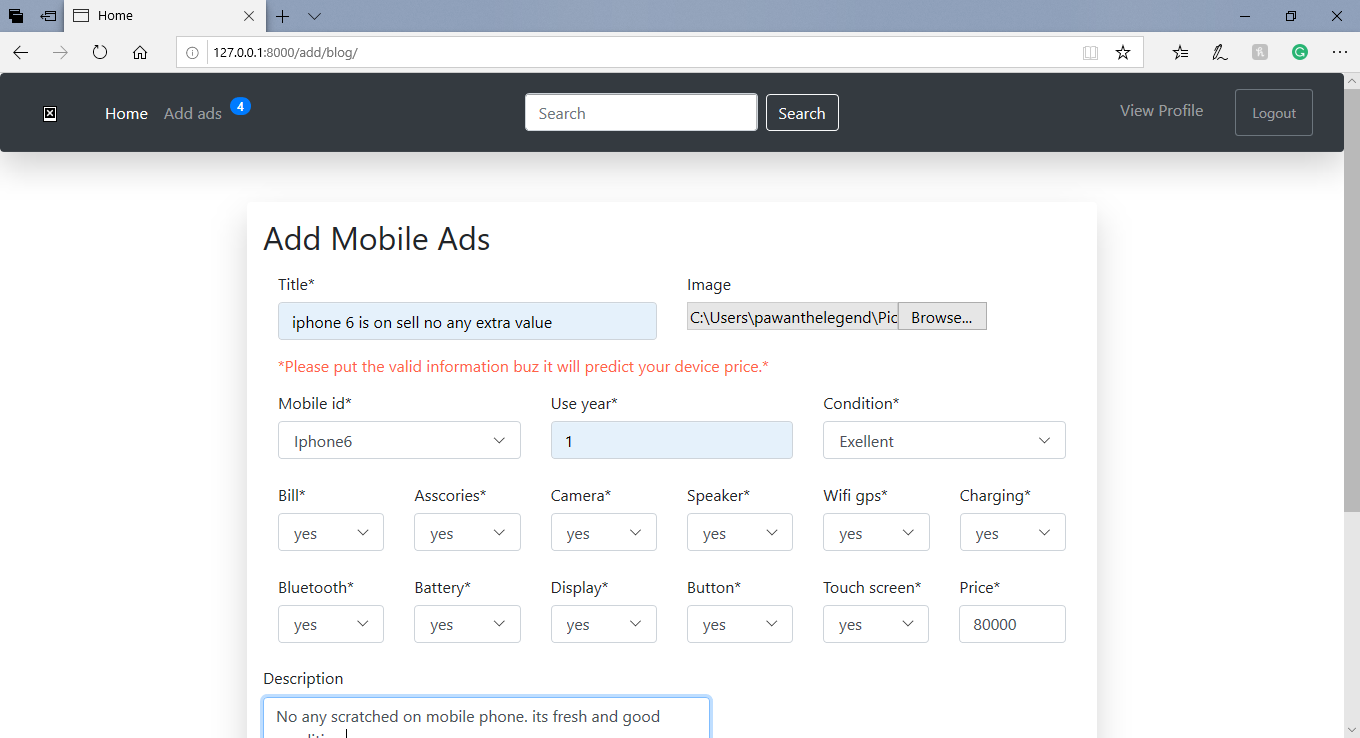 Home
127.0.0.1:8000/add/blog/
Home Add ads 4 Search Search View Profile Logout
Add Mobile Ads
Title* Image
iphone 6 is on sell no any extra value C:\Users\pawanthelegend\Pic Browse...
*Please put the valid information buz it will predict your device price.*
Mobile id* Use year* Condition*
Iphone6 1 Exellent
Bill* Asscories* Camera* Speaker* Wifi gps* Charging*
yes yes yes yes yes yes
Bluetooth* Battery* Display* Button* Touch screen* Price*
yes yes yes yes yes 80000
Description
No any scratched on mobile phone. its fresh and good